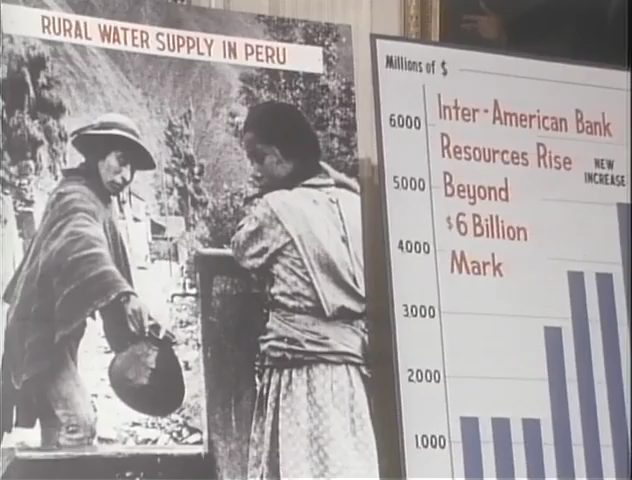 RURAL WATER SUPPLY IN PERU
Millions of $
Inter-American Bank
Resources Rise
Beyond
$6 Billion
Mark
NEW
INCREASE
6000
5000
4000
3000
2000
1000